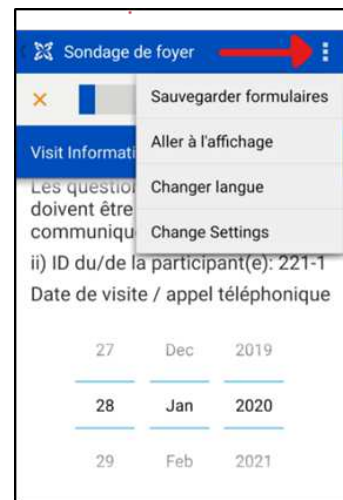 Sondage de foyer
Sauvegarder formulaires
Aller à l'affichage
Changer langue
Change Settings
Visit Informati
Les question
doivent être
communiqu
ii) ID du/de la participant(e): 221-1
Date de visite / appel téléphonique
27 Dec 2019
28 Jan 2020
29 Feb 2021